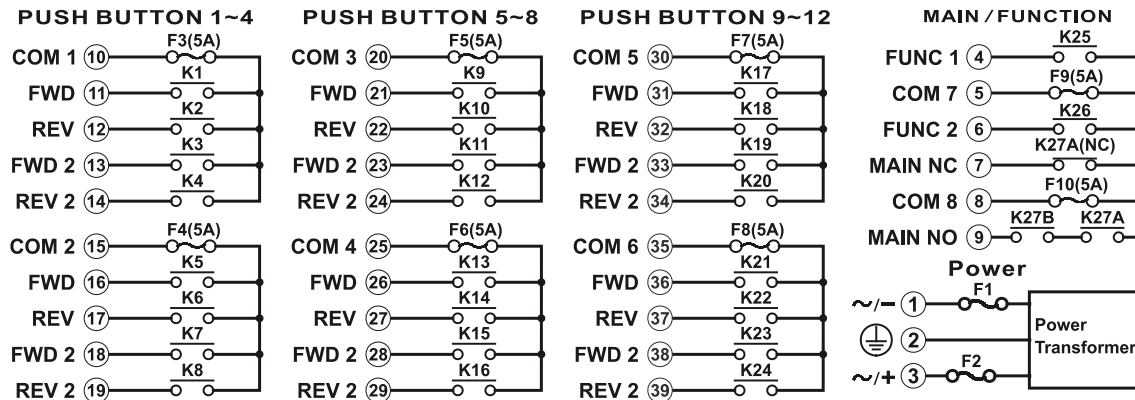 PUSH BUTTON 1~4
F3(5A)
COM 1 10
K1
FWD 11
K2
REV 12
K3
FWD 2 13
K4
REV 2 14
F4(5A)
COM 2 15
K5
FWD 16
K6
REV 17
K7
FWD 2 18
K8
REV 2 19
PUSH BUTTON 5~8
F5(5A)
COM 3 20
K9
FWD 21
K10
REV 22
K11
FWD 2 23
K12
REV 2 24
F6(5A)
COM 4 25
K13
FWD 26
K14
REV 27
K15
FWD 2 28
K16
REV 2 29
PUSH BUTTON 9~12
F7(5A)
COM 5 30
K17
FWD 31
K18
REV 32
K19
FWD 2 33
K20
REV 2 34
F8(5A)
COM 6 35
K21
FWD 36
K22
REV 37
K23
FWD 2 38
K24
REV 2 39
MAIN / FUNCTION
K25
FUNC 1 4
F9(5A)
COM 7 5
K26
FUNC 2 6
K27A(NC)
MAIN NC 7
F10(5A)
COM 8 8
K27B K27A
MAIN NO 9
Power
F1
~/− 1
2
F2
~/+ 3
Power
Transformer